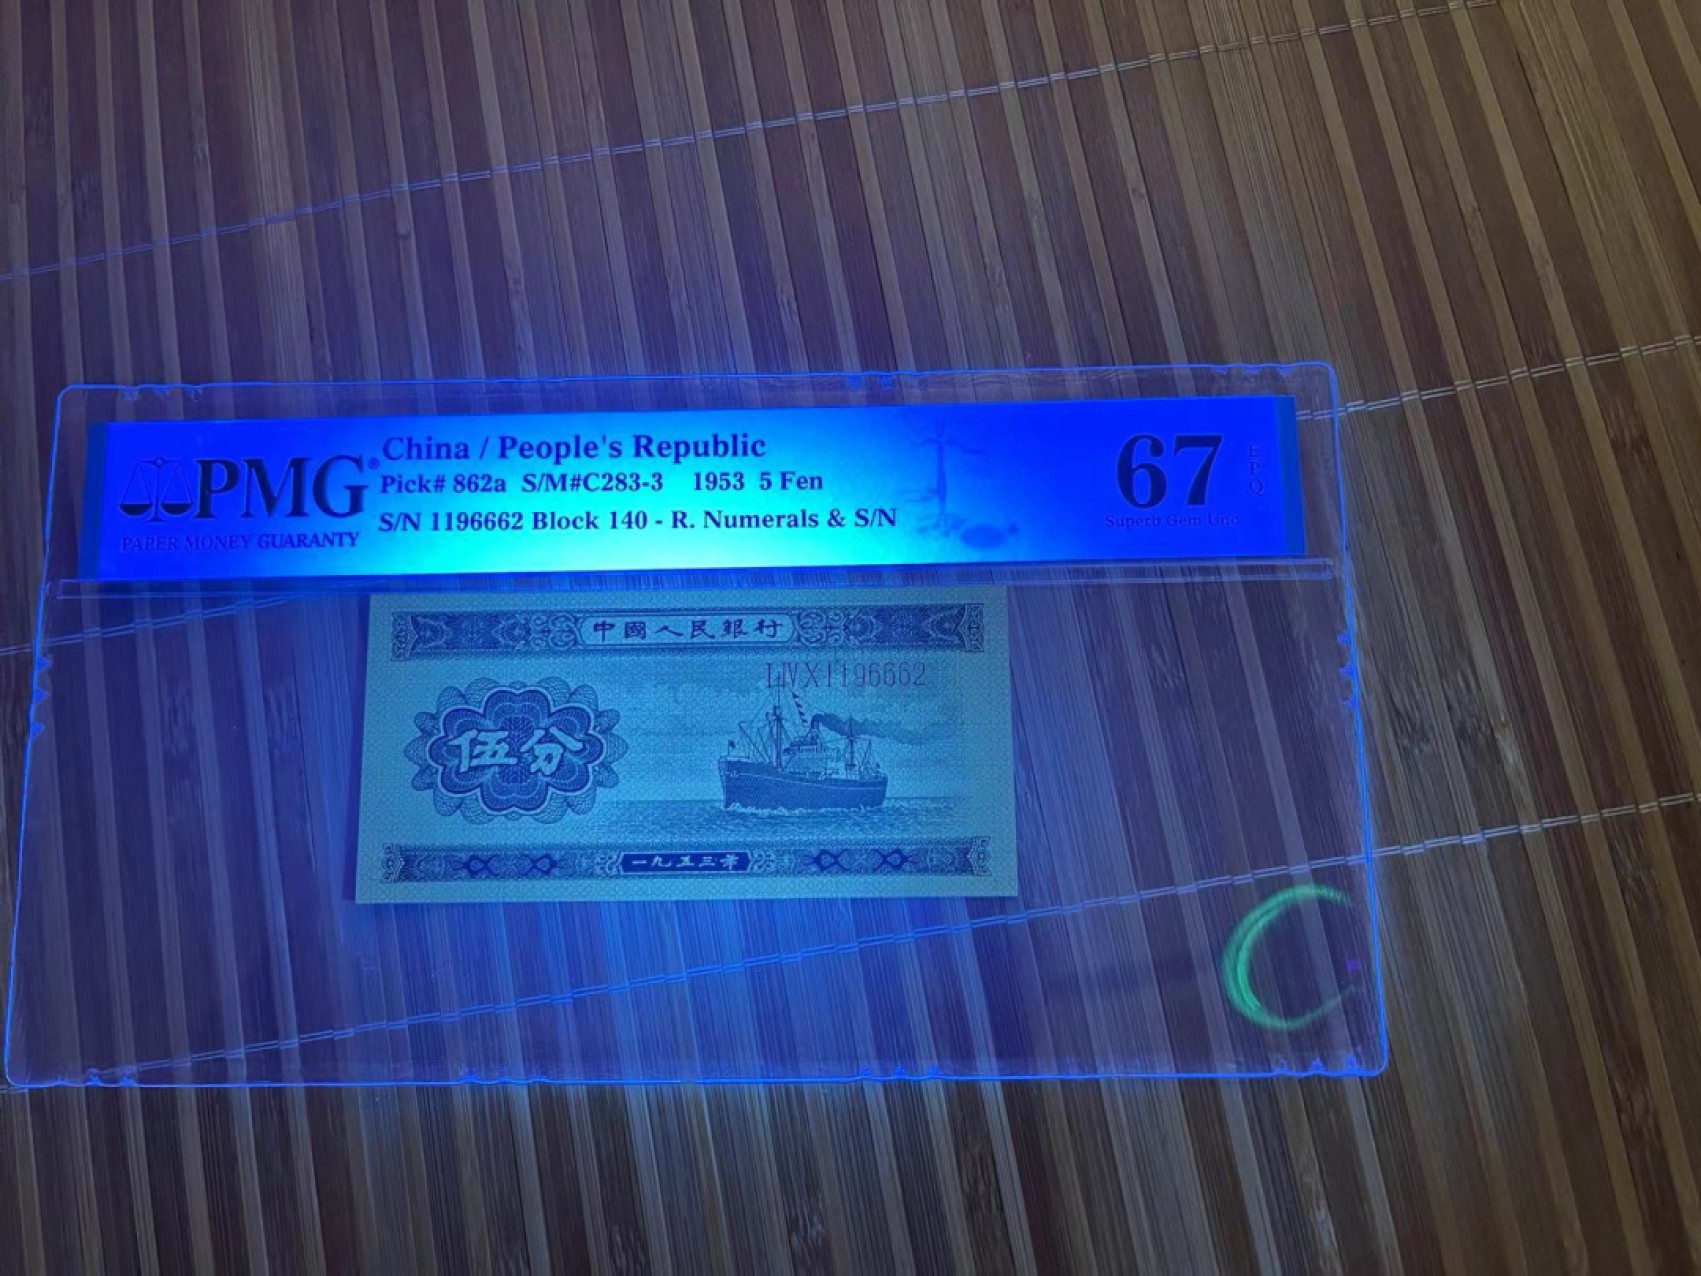 PMG®
PAPER MONEY GUARANTY
China / People's Republic
Pick# 862a S/M#C283-3 1953 5 Fen
S/N 1196662 Block 140 - R. Numerals & S/N
67
EPQ
Superb Gem Unc
中國人民銀行
IIVX1196662
伍分
一九五三年